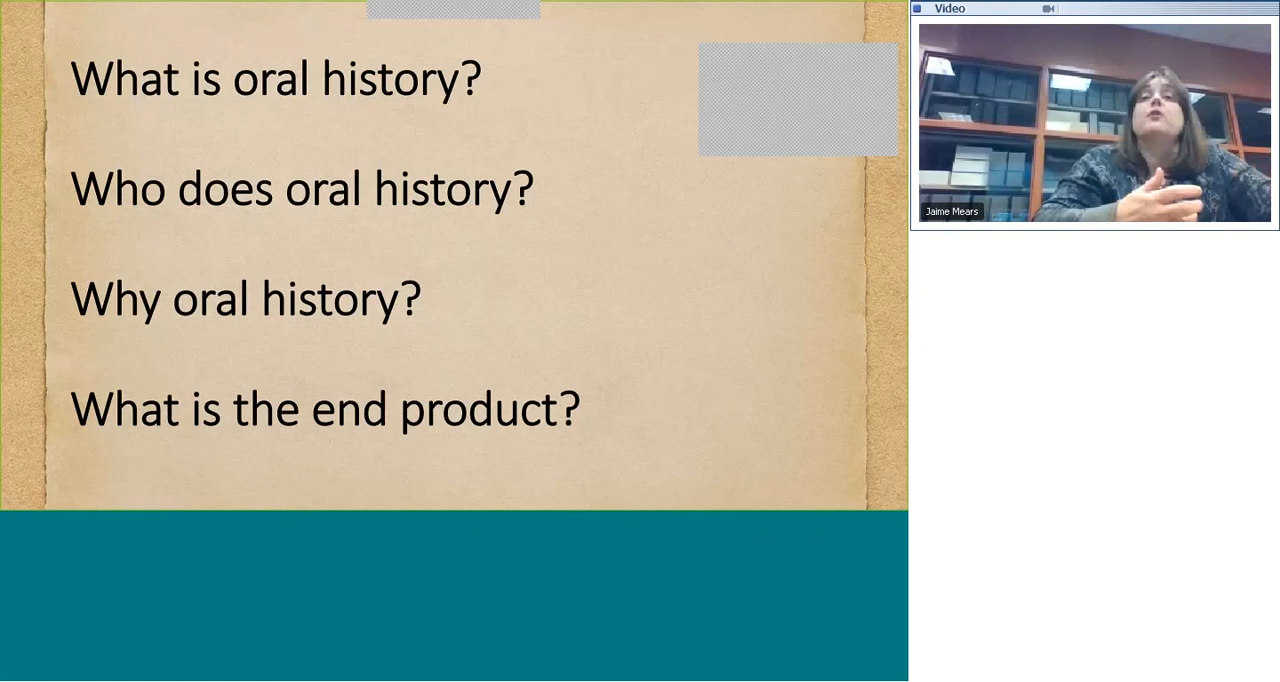 What is oral history?
Who does oral history?
Why oral history?
What is the end product?
Video
Jaime Mears